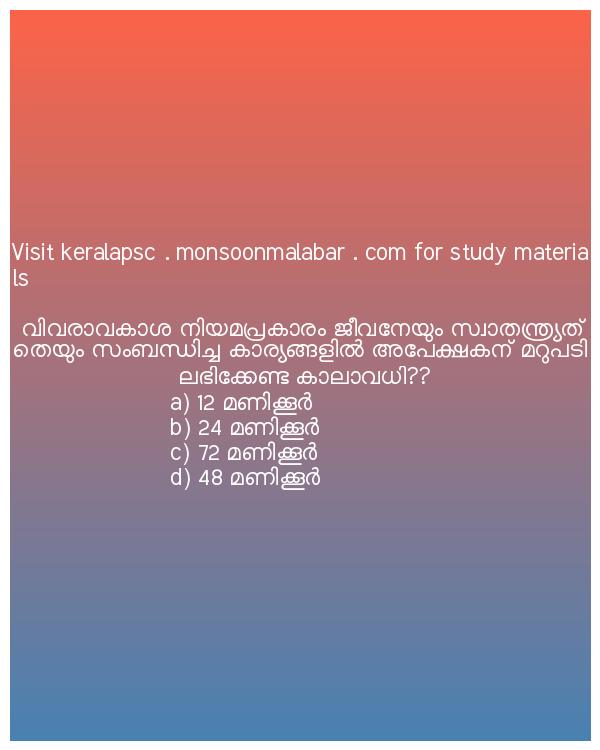 Visit keralapsc . monsoonmalabar . com for study materia
ls
വിവരാവകാശ നിയമപ്രകാരം ജീവനേയും സ്വാതന്ത്ര്യത്
തെയും സംബന്ധിച്ച കാര്യങ്ങളിൽ അപേക്ഷകന് മറുപടി
ലഭിക്കേണ്ട കാലാവധി??
a) 12 മണിക്കൂർ
b) 24 മണിക്കൂർ
c) 72 മണിക്കൂർ
d) 48 മണിക്കൂർ